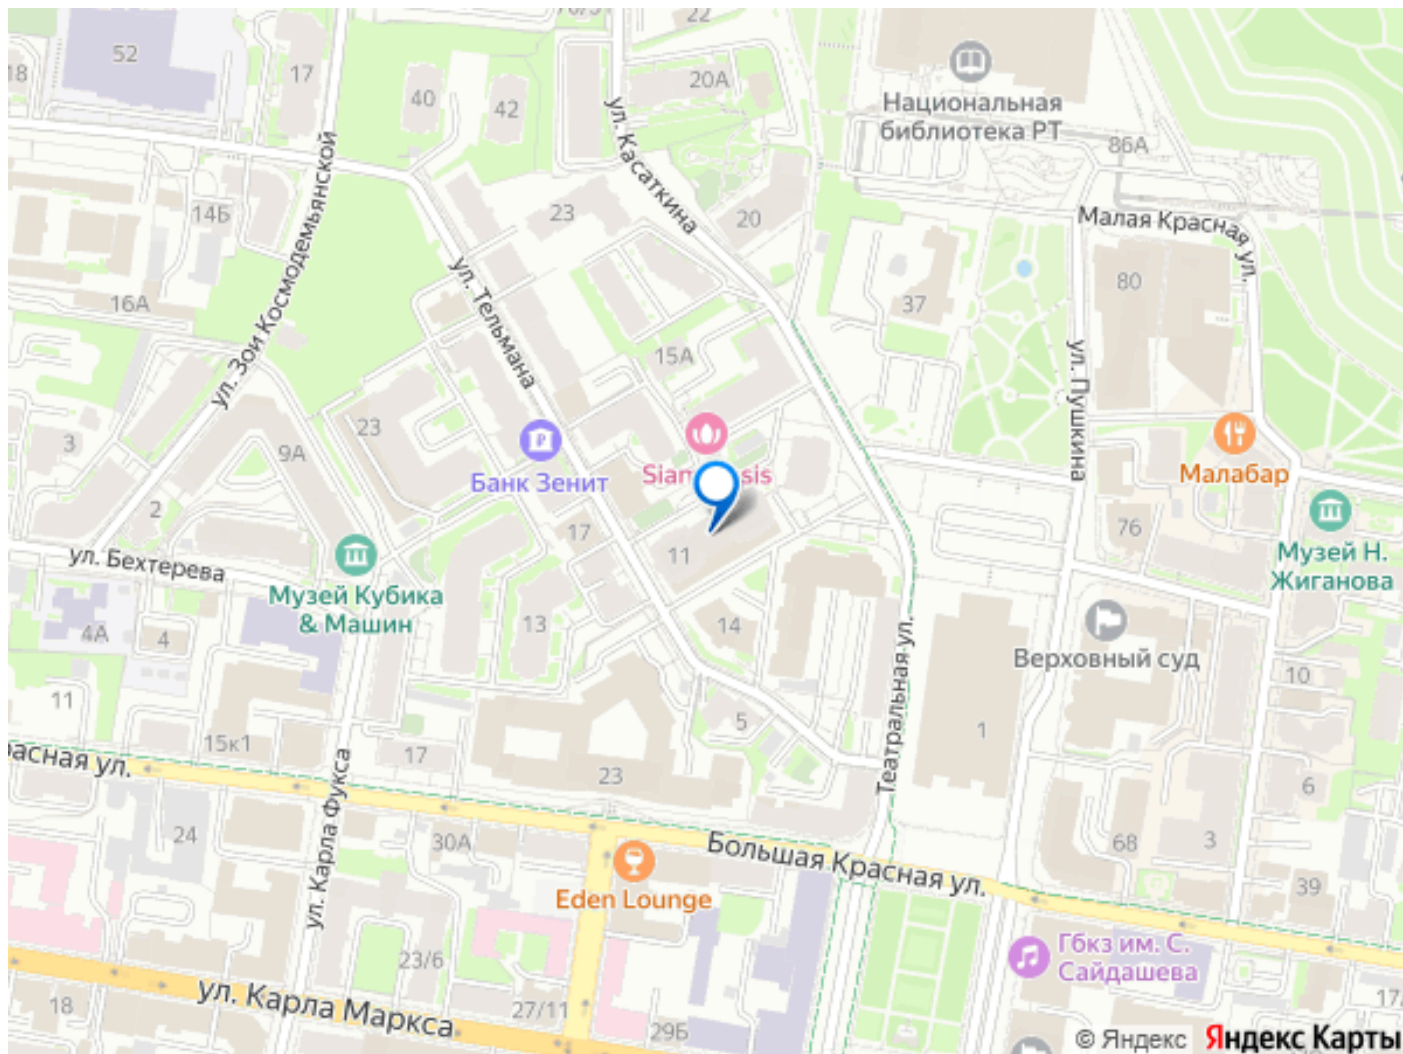 22
52
18
17
40
42
20А
Национальная
библиотека РТ
86А
ул. Касаткина
14Б
23
20
Малая Красная ул.
ул. Зои Космодемьянской
ул. Тельмана
16А
37
80
15А
ул. Пушкина
3
9А
23
Банк Зенит
Малабар
2
17
11
76
ул. Бехтерева
Музей Кубика
& Машин
Музей Н.
Жиганова
4А
4
13
14
Театральная ул.
Верховный суд
10
11
15к1
17
5
1
23
6
ул. Карла Фукса
24
30А
Большая Красная ул.
68
3
Eden Lounge
39
23/6
Гбкз им. С.
Сайдашева
ул. Карла Маркса
18
27/11
29Б
© Яндекс Яндекс Карты